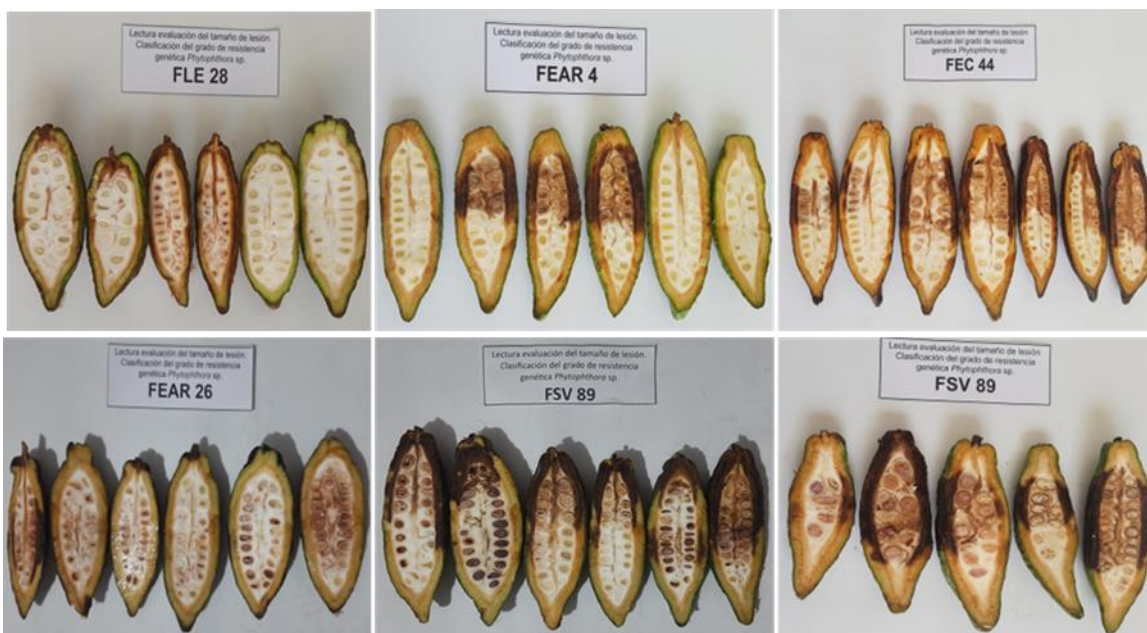 Lectura evaluación del tamaño de lesión.
Clasificación del grado de resistencia
genética Phytophthora sp.
FLE 28
Lectura evaluación del tamaño de lesión.
Clasificación del grado de resistencia
genética Phytophthora sp.
FEAR 4
Lectura evaluación del tamaño de lesión.
Clasificación del grado de resistencia
genética Phytophthora sp.
FEC 44
Lectura evaluación del tamaño de lesión.
Clasificación del grado de resistencia
genética Phytophthora sp.
FEAR 26
Lectura evaluación del tamaño de lesión.
Clasificación del grado de resistencia
genética Phytophthora sp.
FSV 89
Lectura evaluación del tamaño de lesión.
Clasificación del grado de resistencia
genética Phytophthora sp.
FSV 89